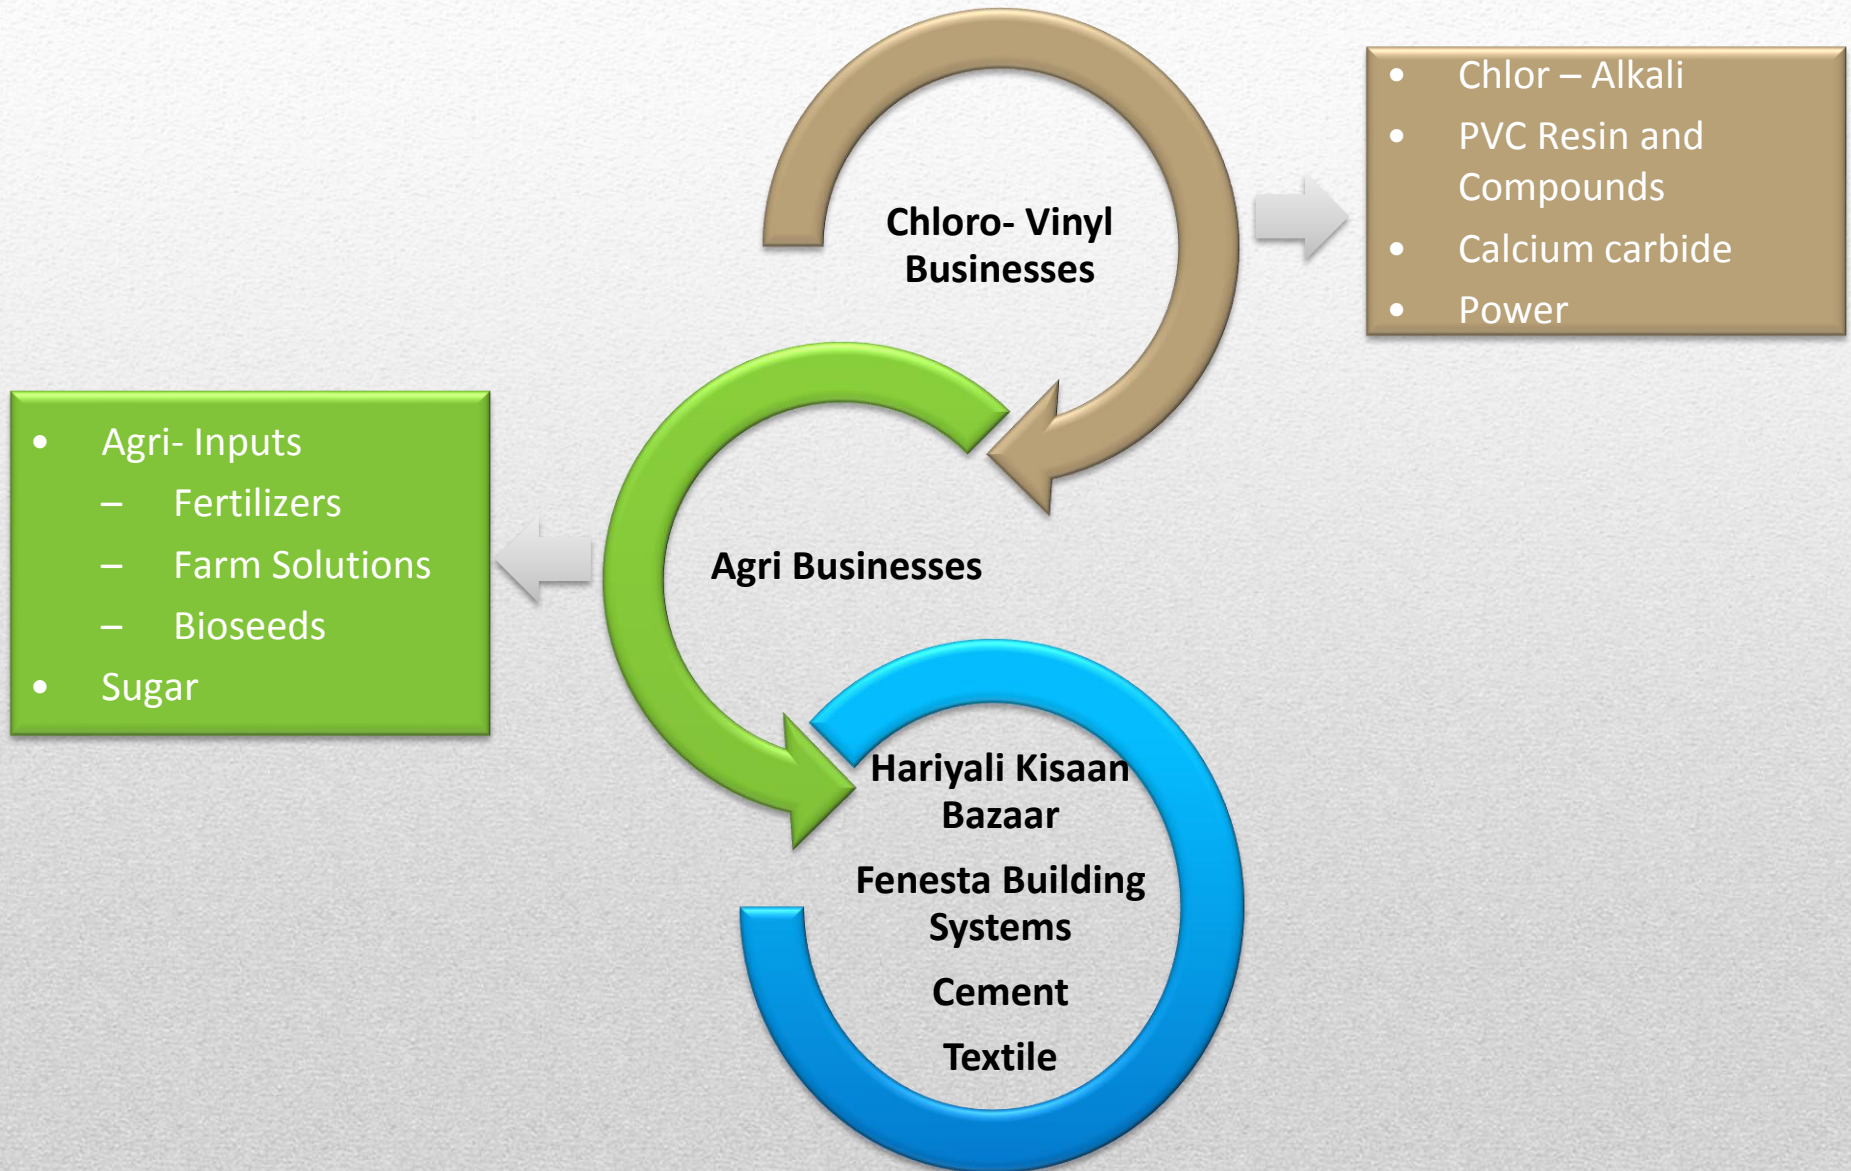 Chloro- Vinyl
Businesses
• Chlor – Alkali
• PVC Resin and
Compounds
• Calcium carbide
• Power
• Agri- Inputs
– Fertilizers
– Farm Solutions
– Bioseeds
• Sugar
Agri Businesses
Hariyali Kisaan
Bazaar
Fenesta Building
Systems
Cement
Textile